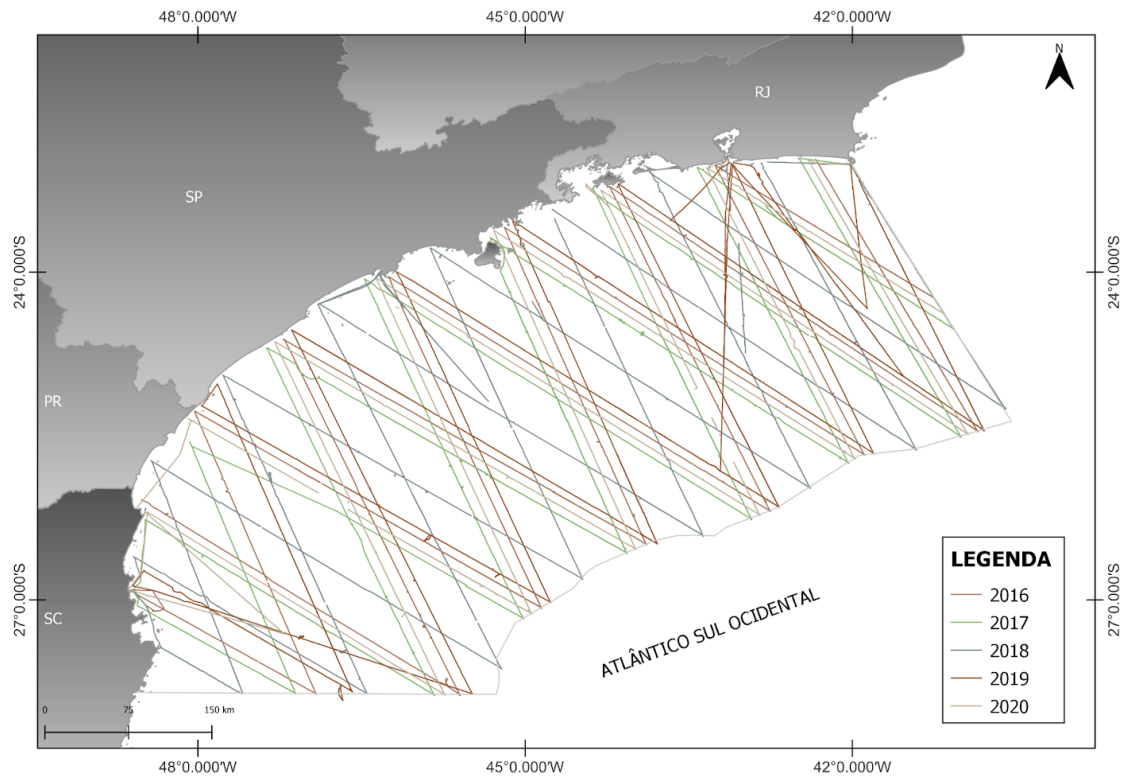 48°0.000'W 45°0.000'W 42°0.000'W
N
RJ
SP
24°0.000'S 24°0.000'S
PR
LEGENDA
2016
27°0.000'S 27°0.000'S
ATLÂNTICO SUL OCIDENTAL
SC
2017
2018
2019
2020
0 75 150 km
48°0.000'W 45°0.000'W 42°0.000'W